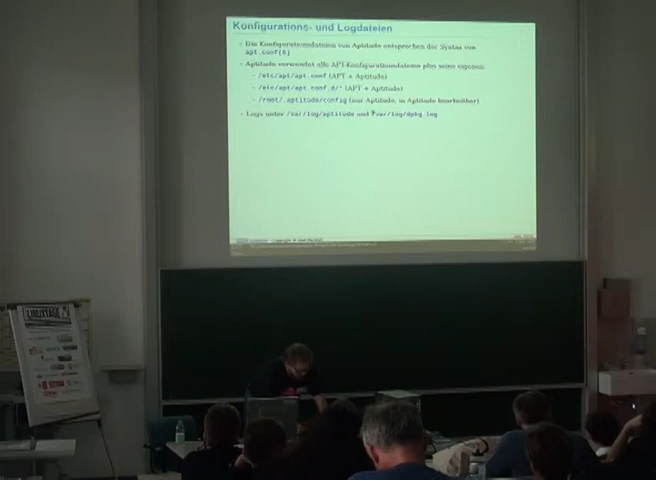 Konfigurations- und Logdateien
- Die Konfigurationsdateien von Aptitude entsprechen der Syntax von
apt.conf(5)
- Aptitude verwendet alle APT-Konfigurationsdateien plus seine eigenen:
- /etc/apt/apt.conf (APT + Aptitude)
- /etc/apt/apt.conf.d/* (APT + Aptitude)
- /root/.aptitude/config (nur Aptitude, in Aptitude bearbeitbar)
- Logs unter /var/log/aptitude und /var/log/dpkg.log
LINUXTAGE